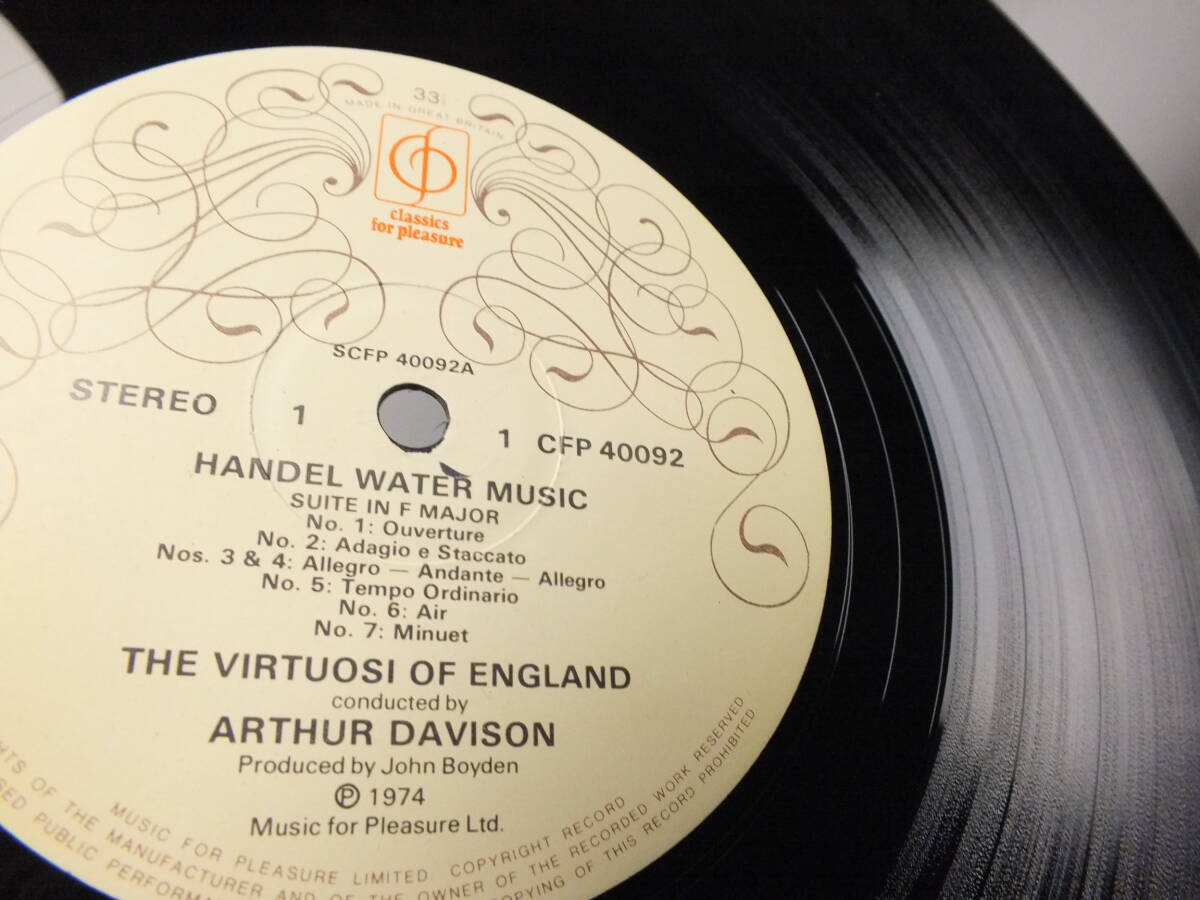 33⅓
MADE IN GREAT BRITAIN
classics
for pleasure
SCFP 40092A
STEREO 1 1 CFP 40092
HANDEL WATER MUSIC
SUITE IN F MAJOR
No. 1: Ouverture
No. 2: Adagio e Staccato
Nos. 3 & 4: Allegro — Andante — Allegro
No. 5: Tempo Ordinario
No. 6: Air
No. 7: Minuet
THE VIRTUOSI OF ENGLAND
conducted by
ARTHUR DAVISON
Produced by John Boyden
Ⓟ 1974
Music for Pleasure Ltd.
MUSIC FOR PLEASURE LIMITED COPYRIGHT RECORD
OF THE MANUFACTURER AND OF THE OWNER OF THE RECORDED WORK RESERVED
PUBLIC COPYING OF THIS RECORD PROHIBITED